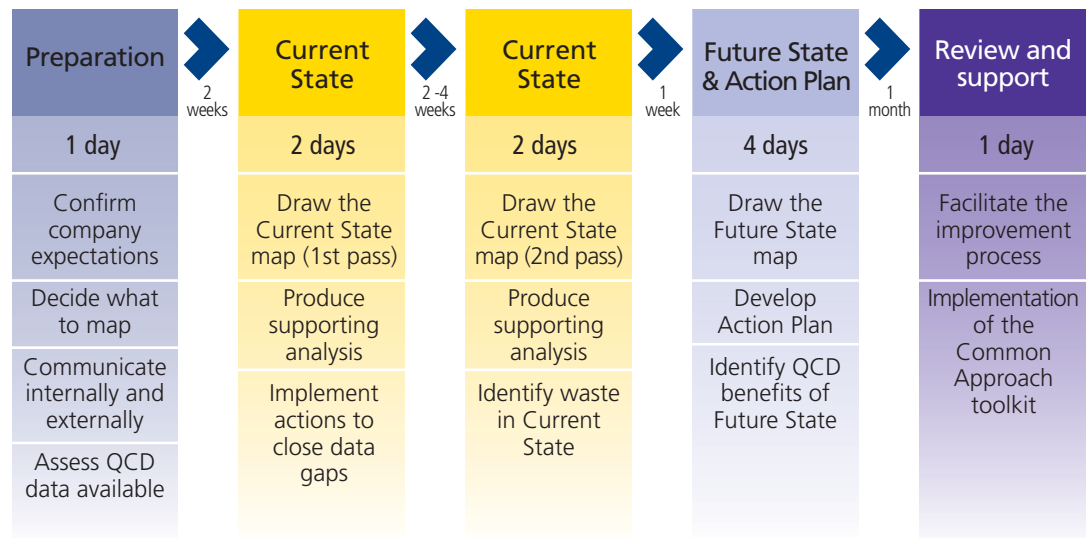 Preparation
2
weeks
Current
State
2 -4
weeks
Current
State
1
week
Future State
& Action Plan
1
month
Review and
support
1 day
2 days
2 days
4 days
1 day
Confirm
company
expectations
Decide what
to map
Communicate
internally and
externally
Assess QCD
data available
Draw the
Current State
map (1st pass)
Produce
supporting
analysis
Implement
actions to
close data
gaps
Draw the
Current State
map (2nd pass)
Produce
supporting
analysis
Identify waste
in Current
State
Draw the
Future State
map
Develop
Action Plan
Identify QCD
benefits of
Future State
Facilitate the
improvement
process
Implementation
of the
Common
Approach
toolkit